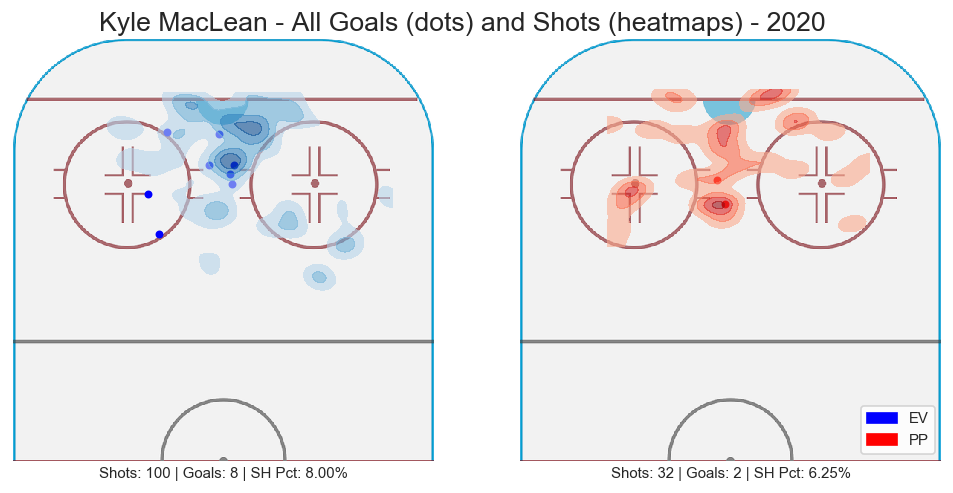 Kyle MacLean - All Goals (dots) and Shots (heatmaps) - 2020
EV
PP
Shots: 100 | Goals: 8 | SH Pct: 8.00%
Shots: 32 | Goals: 2 | SH Pct: 6.25%